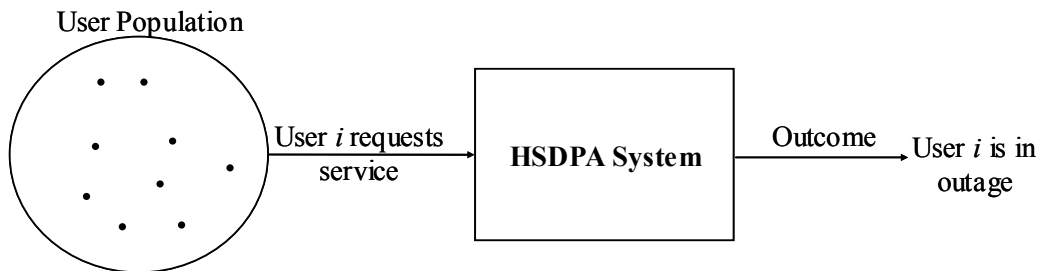 User Population
User i requests
service
HSDPA System
Outcome
User i is in
outage